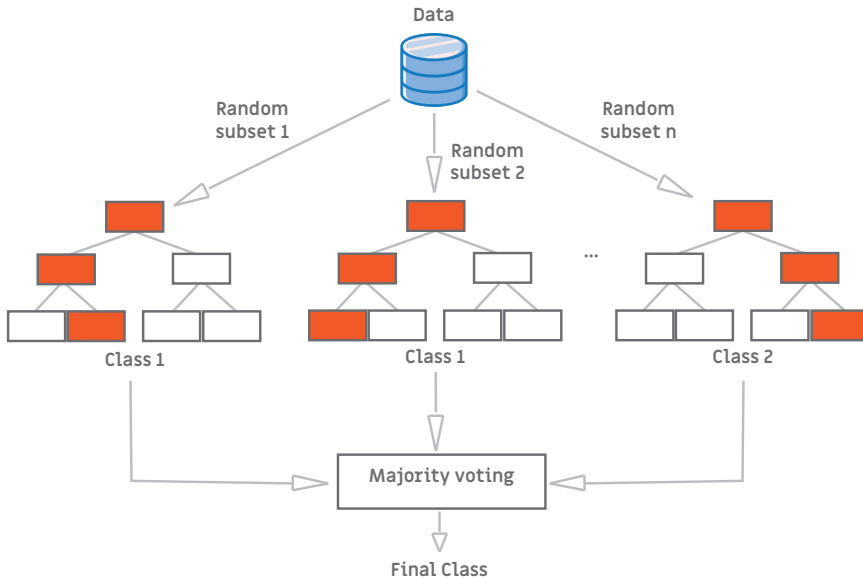 Data
Random
subset 1
Random
subset 2
Random
subset n
...
Class 1
Class 1
Class 2
Majority voting
Final Class